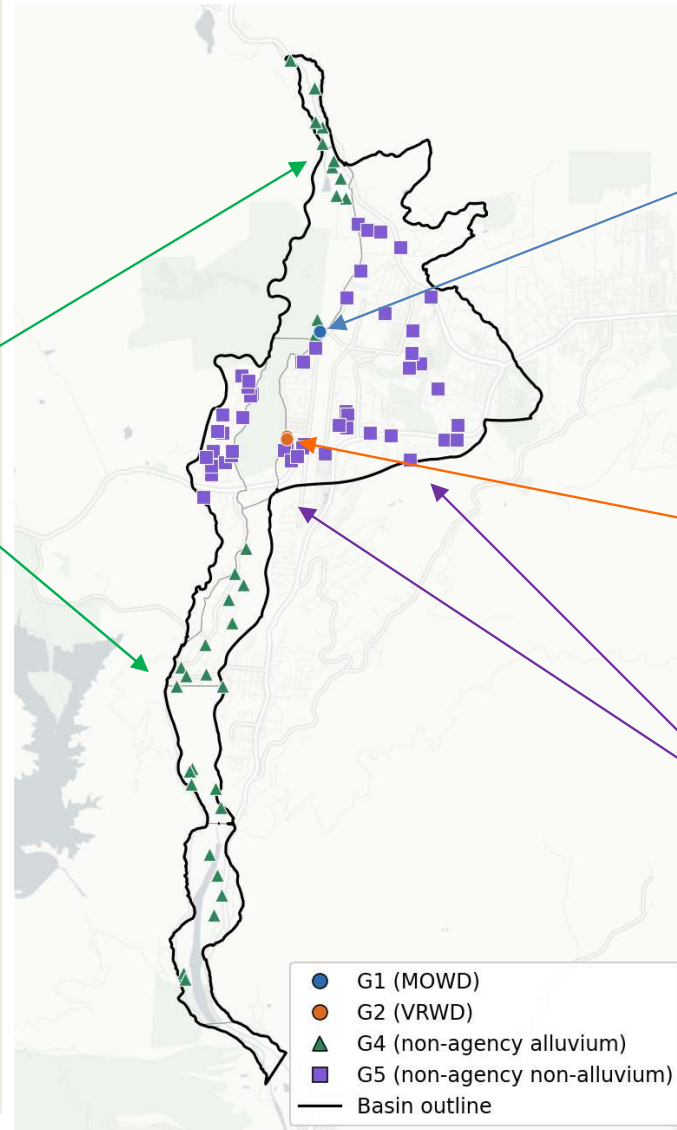 G1 (MOWD)
G2 (VRWD)
G4 (non-agency alluvium)
G5 (non-agency non-alluvium)
Basin outline